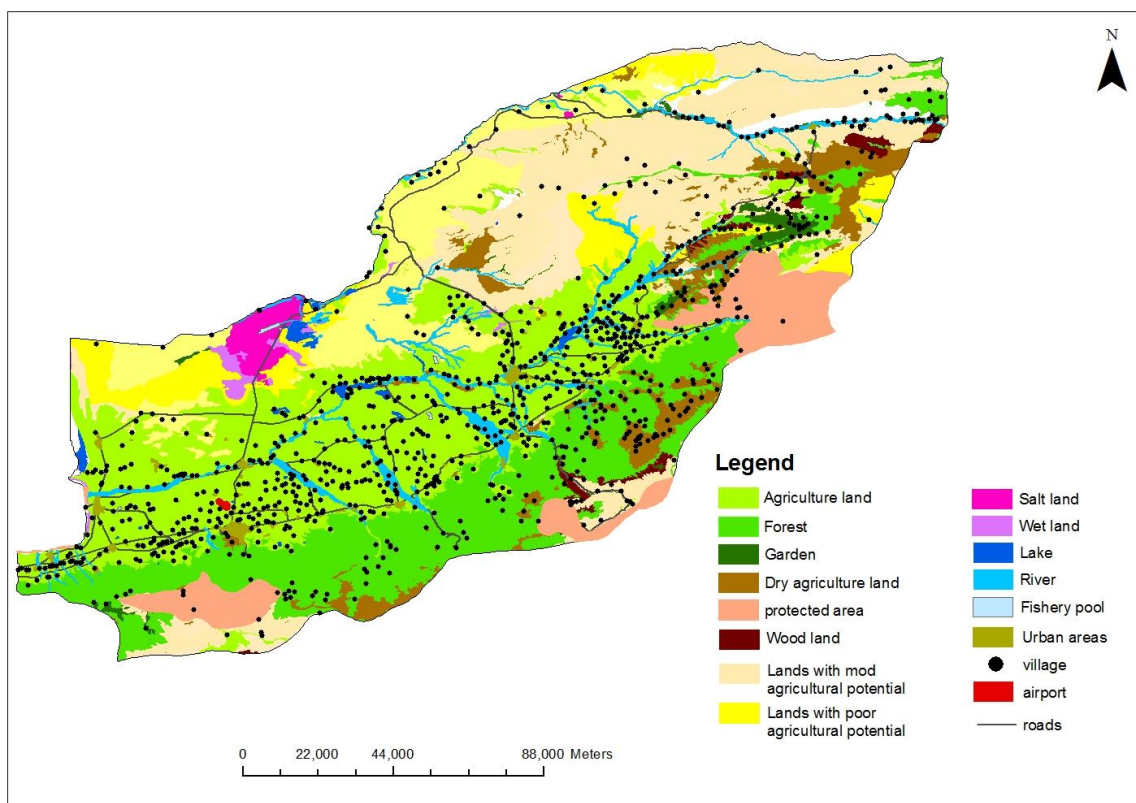 N
Legend
Agriculture land
Forest
Garden
Dry agriculture land
protected area
Wood land
Lands with mod
agricultural potential
Lands with poor
agricultural potential
Salt land
Wet land
Lake
River
Fishery pool
Urban areas
village
airport
roads
0 22,000 44,000 88,000 Meters